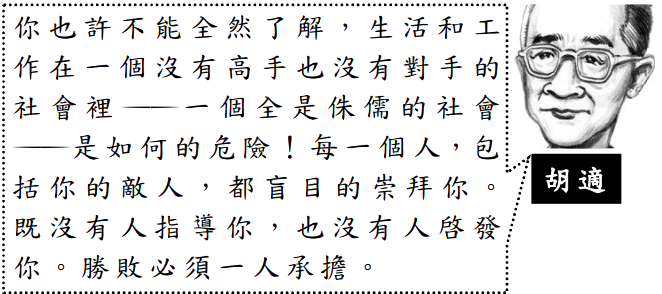 你也許不能全然了解，生活和工
作在一個沒有高手也沒有對手的
社會裡——一個全是侏儒的社會
——是如何的危險！每一個人，包
括你的敵人，都盲目的崇拜你。
既沒有人指導你，也沒有人啓發
你。勝敗必須一人承擔。
胡適